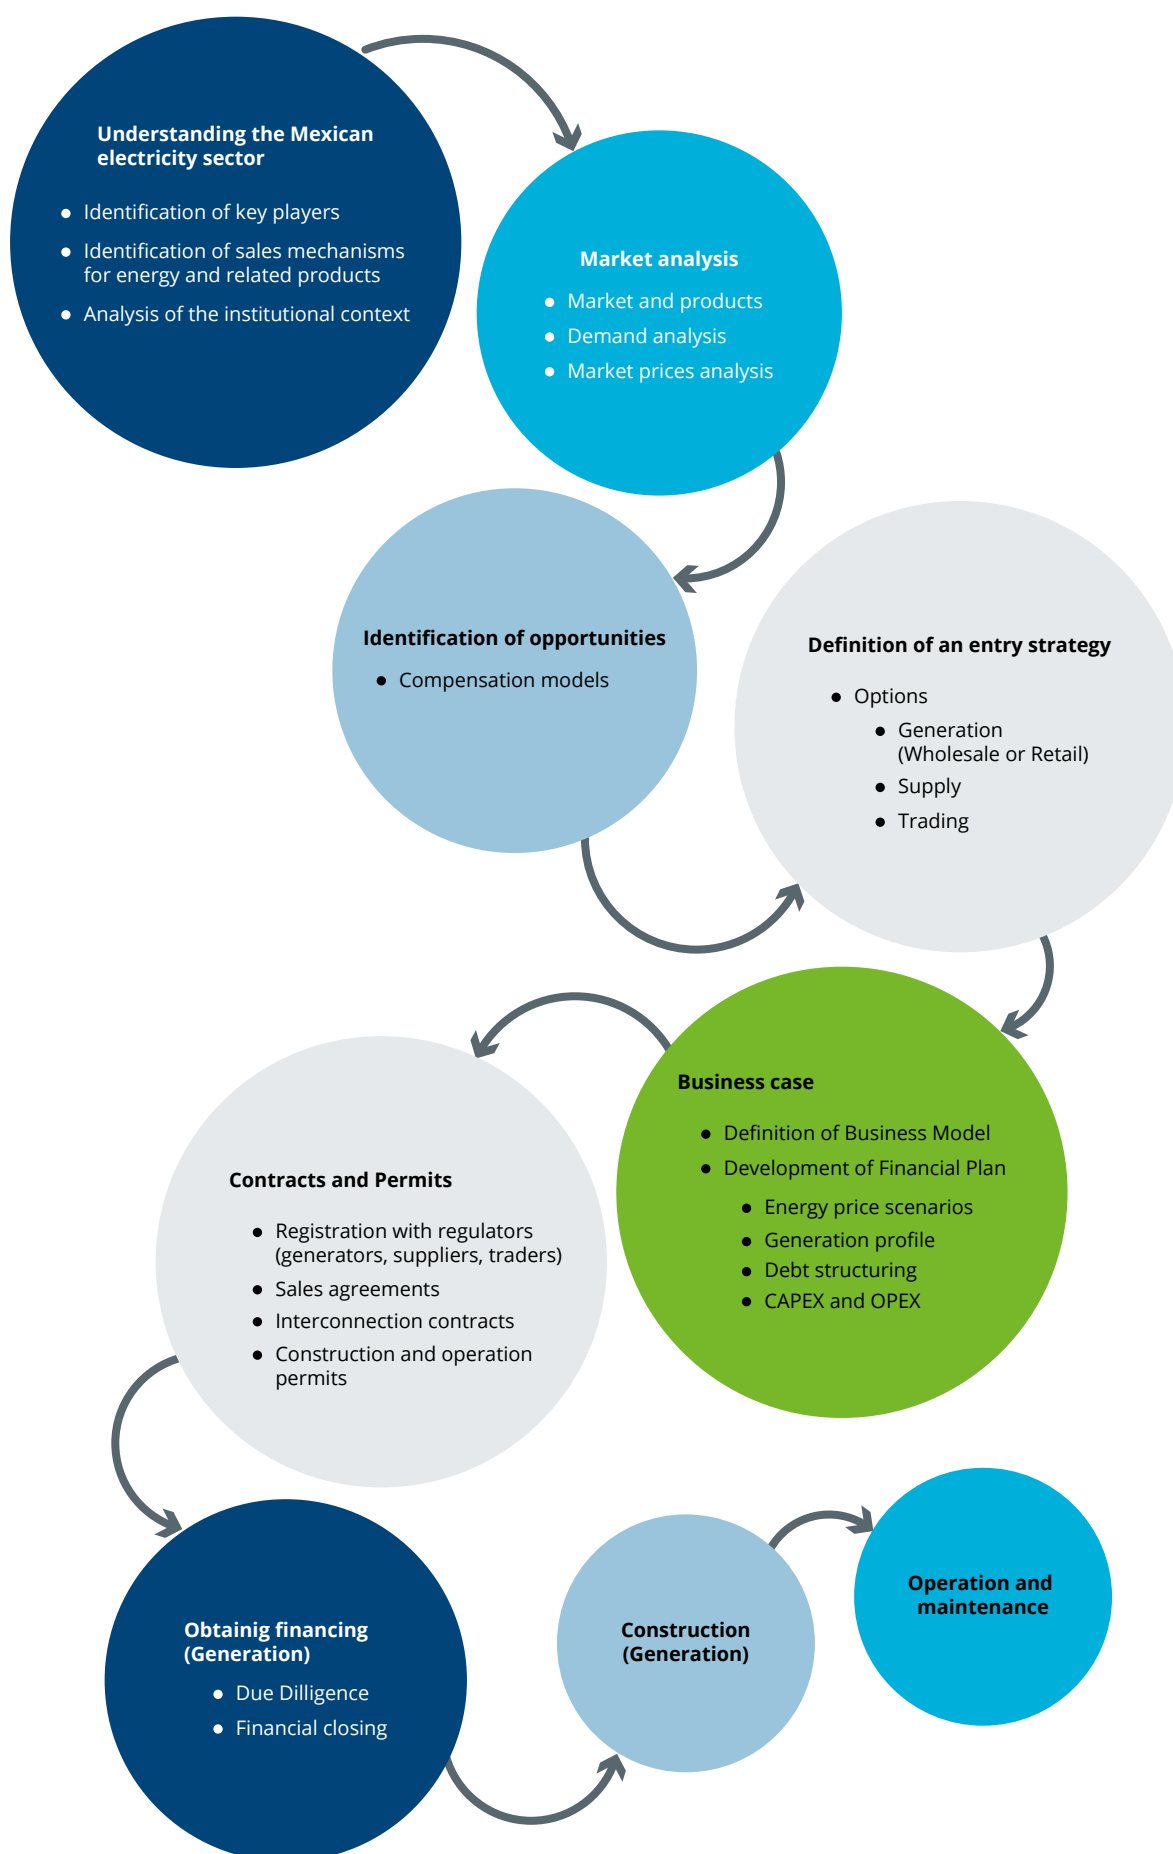 Understanding the Mexican
electricity sector
● Identification of key players
● Identification of sales mechanisms
for energy and related products
● Analysis of the institutional context
Market analysis
● Market and products
● Demand analysis
● Market prices analysis
Identification of opportunities
● Compensation models
Definition of an entry strategy
● Options
● Generation
(Wholesale or Retail)
● Supply
● Trading
Business case
● Definition of Business Model
● Development of Financial Plan
● Energy price scenarios
● Generation profile
● Debt structuring
● CAPEX and OPEX
Contracts and Permits
● Registration with regulators
(generators, suppliers, traders)
● Sales agreements
● Interconnection contracts
● Construction and operation
permits
Obtainig financing
(Generation)
● Due Dilligence
● Financial closing
Construction
(Generation)
Operation and
maintenance